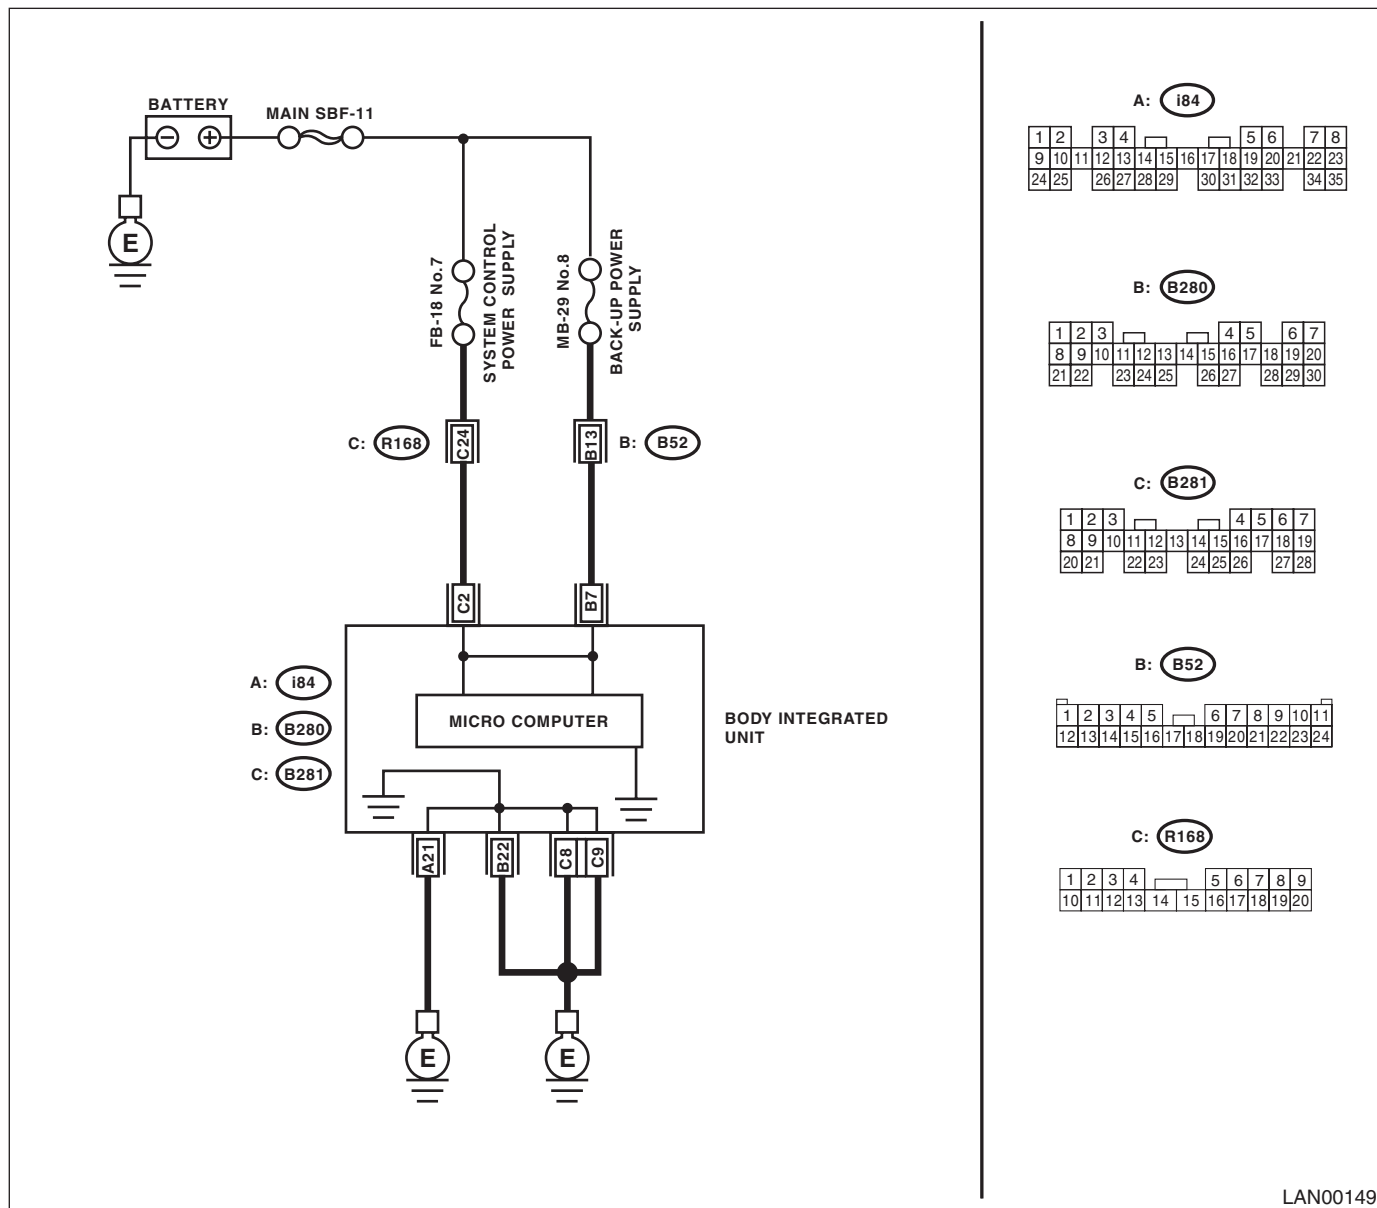 BATTERY
MAIN SBF-11
E
FB-18 No.7
SYSTEM CONTROL
POWER SUPPLY
MB-29 No.8
BACK-UP POWER
SUPPLY
C: R168
C24
B13
B: B52
C2
B7
A: i84
B: B280
C: B281
MICRO COMPUTER
BODY INTEGRATED
UNIT
A21
B22
C8
C9
E
E
A: i84
1 2 3 4 5 6 7 8
9 10 11 12 13 14 15 16 17 18 19 20 21 22 23
24 25 26 27 28 29 30 31 32 33 34 35
B: B280
1 2 3 4 5 6 7
8 9 10 11 12 13 14 15 16 17 18 19 20
21 22 23 24 25 26 27 28 29 30
C: B281
1 2 3 4 5 6 7
8 9 10 11 12 13 14 15 16 17 18 19
20 21 22 23 24 25 26 27 28
B: B52
1 2 3 4 5 6 7 8 9 10 11
12 13 14 15 16 17 18 19 20 21 22 23 24
C: R168
1 2 3 4 5 6 7 8 9
10 11 12 13 14 15 16 17 18 19 20
LAN00149